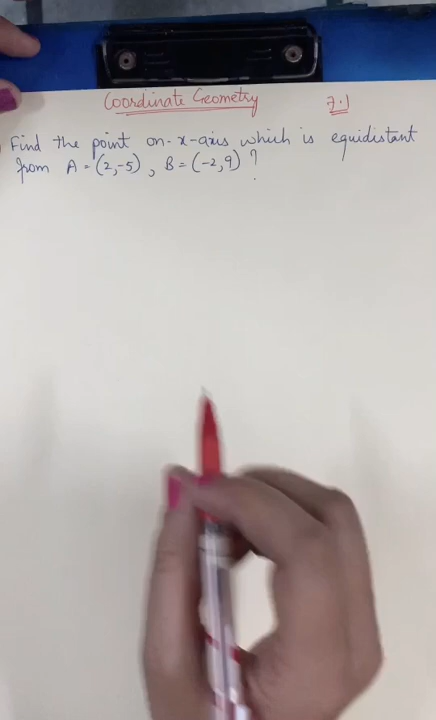 Coordinate Geometry 7.1
Find the point on x-axis which is equidistant
from A = (2,-5), B = (-2,9) ?